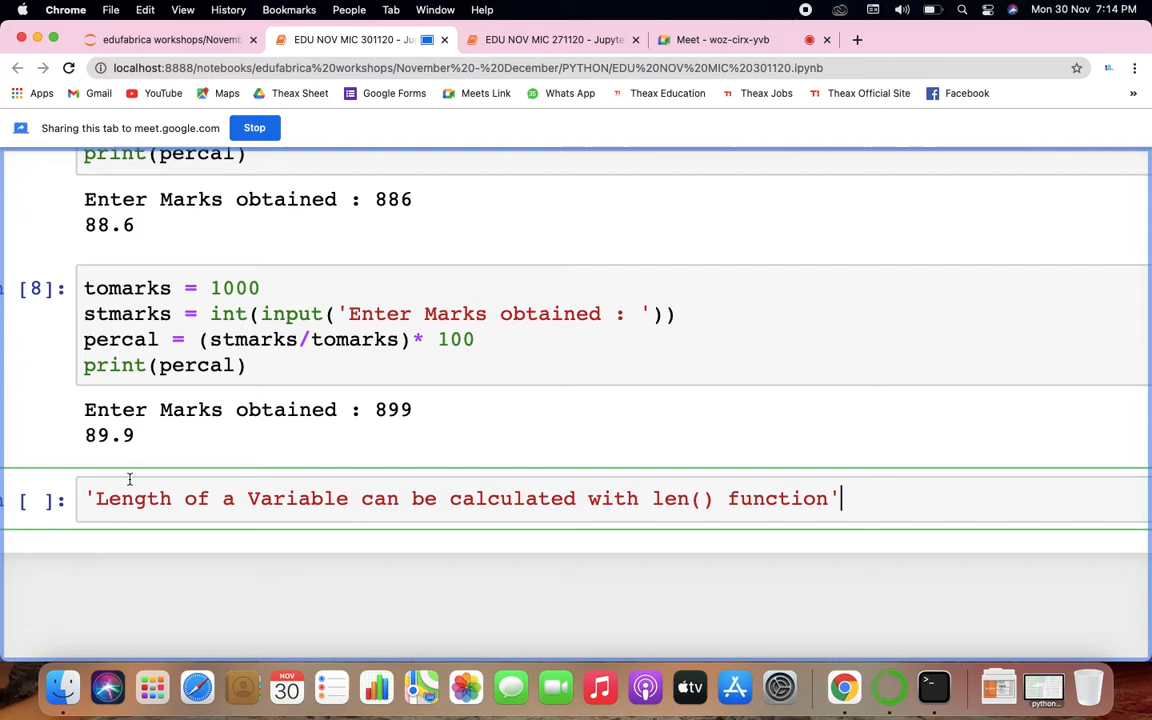 Chrome File Edit View History Bookmarks People Tab Window Help Mon 30 Nov 7:14 PM
edufabrica workshops/Novemb EDU NOV MIC 301120 - Ju EDU NOV MIC 271120 - Jupyte Meet - woz-cirx-yvb
localhost:8888/notebooks/edufabrica%20workshops/November%20-%20December/PYTHON/EDU%20NOV%20MIC%20301120.ipynb
Apps Gmail YouTube Maps Theax Sheet Google Forms Meets Link Whats App Theax Education Theax Jobs Theax Official Site Facebook »
Sharing this tab to meet.google.com Stop
print(percal)
Enter Marks obtained : 886
88.6
n [8]: tomarks = 1000
stmarks = int(input('Enter Marks obtained : '))
percal = (stmarks/tomarks)* 100
print(percal)
Enter Marks obtained : 899
89.9
n [ ]: 'Length of a Variable can be calculated with len() function'
NOV
30
tv
python...